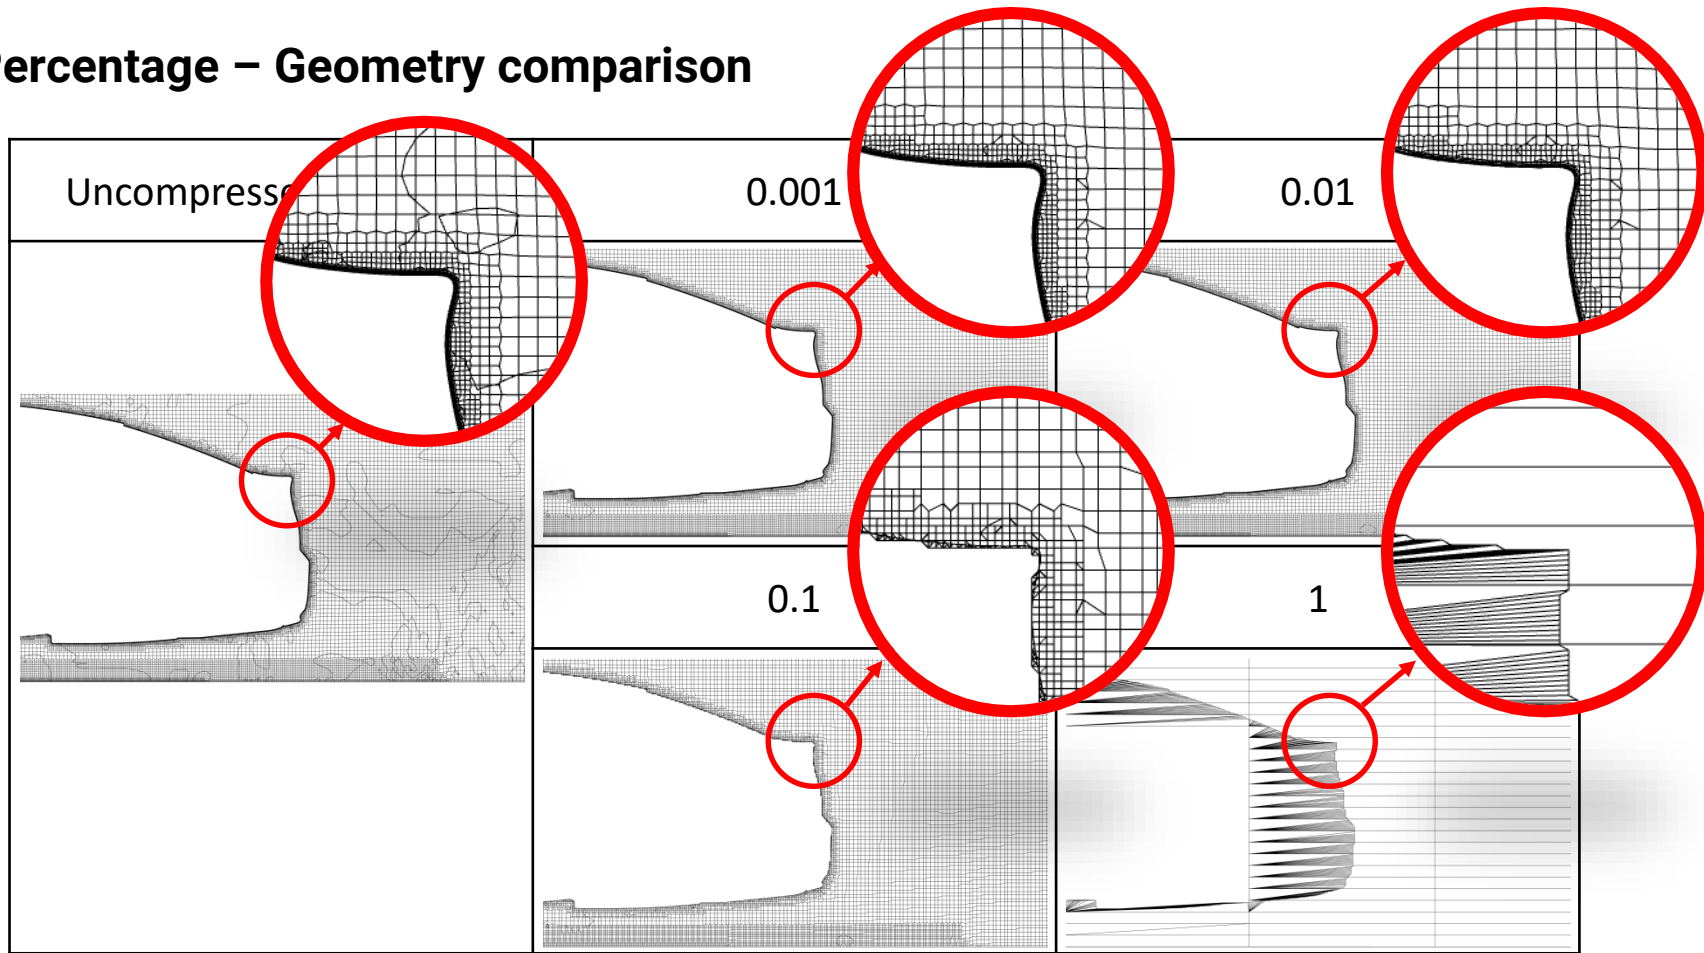 ercentage – Geometry comparison
Uncompresse
0.001
0.01
0.1
1